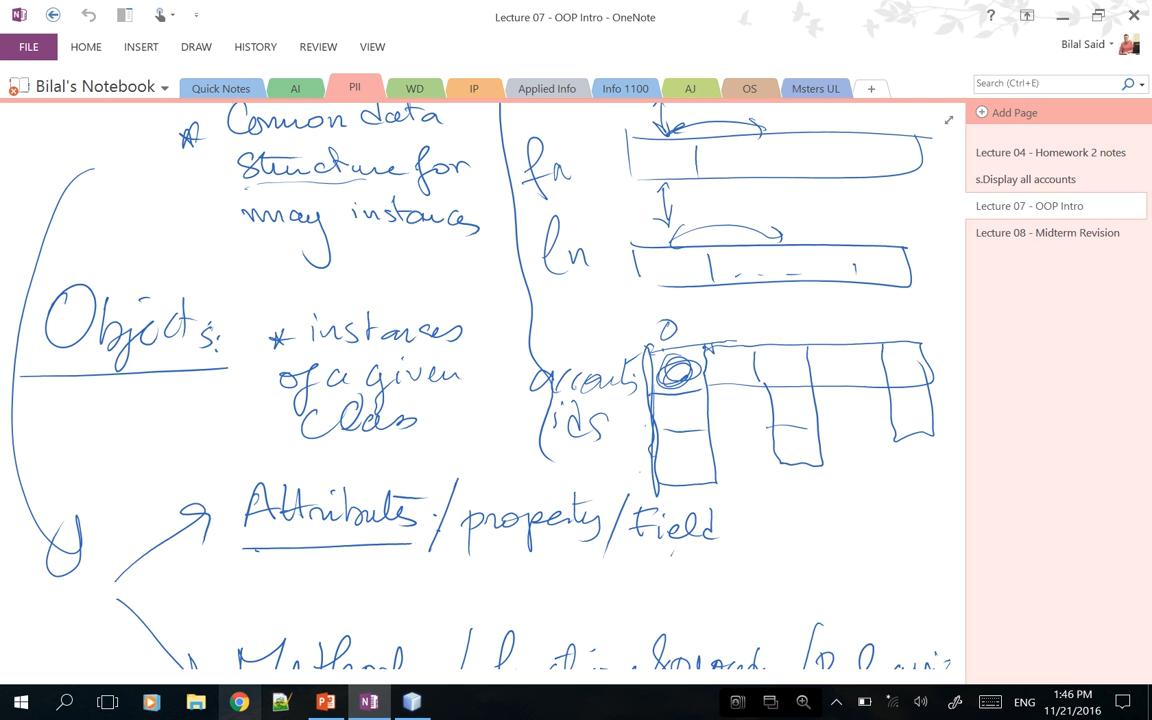 Lecture 07 - OOP Intro - OneNote
?
FILE
HOME
INSERT
DRAW
HISTORY
REVIEW
VIEW
Bilal Said
Bilal's Notebook
Quick Notes
AI
PII
WD
IP
Applied Info
Info 1100
AJ
OS
Msters UL
+
Search (Ctrl+E)
Add Page
Lecture 04 - Homework 2 notes
s.Display all accounts
Lecture 07 - OOP Intro
Lecture 08 - Midterm Revision
* Common data
structure for
many instances
Objects:
* instances
of a given
class
fn
ln
0
accounts
ids
Attributes / property / Field
Method /
ENG
1:46 PM
11/21/2016